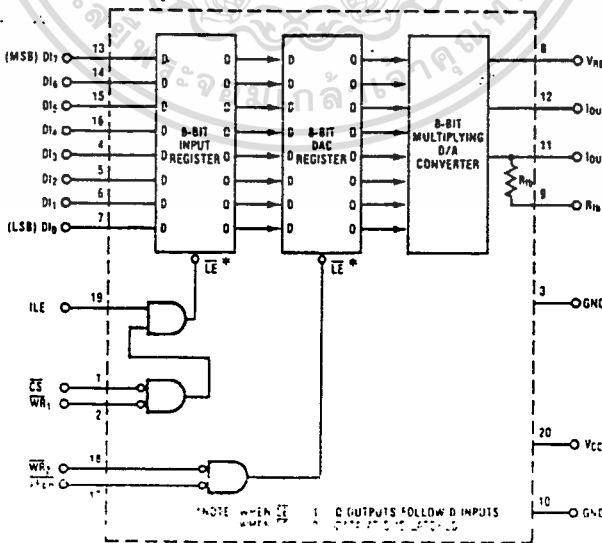 13
(MSB) DI7
14
DI6
15
DI5
16
DI4
4
DI3
5
DI2
6
DI1
7
(LSB) DI0
D
Q
8-BIT
INPUT
REGISTER
D
Q
8-BIT
DAC
REGISTER
8-BIT
MULTIPLYING
D/A
CONVERTER
8
12
11
Rfb
9
Rfb
LE *
LE *
19
ILE
3
GND
1
CS
WR1
2
20
VCC
18
WR2
10
GND
*NOTE: WHEN LE 1 Q OUTPUTS FOLLOW D INPUTS
WHEN